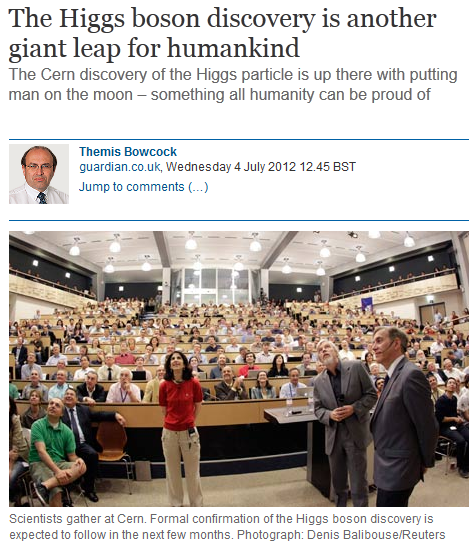 The Higgs boson discovery is another
giant leap for humankind
The Cern discovery of the Higgs particle is up there with putting
man on the moon – something all humanity can be proud of
Themis Bowcock
guardian.co.uk, Wednesday 4 July 2012 12.45 BST
Jump to comments (…)
Scientists gather at Cern. Formal confirmation of the Higgs boson discovery is
expected to follow in the next few months. Photograph: Denis Balibouse/Reuters